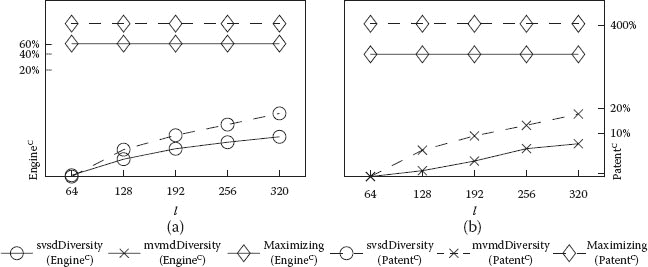 60%
40%
20%
Engine^C
64 128 192 256 320
l
(a)
400%
20%
10%
Patent^C
64 128 192 256 320
l
(b)
svsdDiversity mvmdDiversity Maximizing svsdDiversity mvmdDiversity Maximizing
(Engine^C) (Engine^C) (Engine^C) (Patent^C) (Patent^C) (Patent^C)